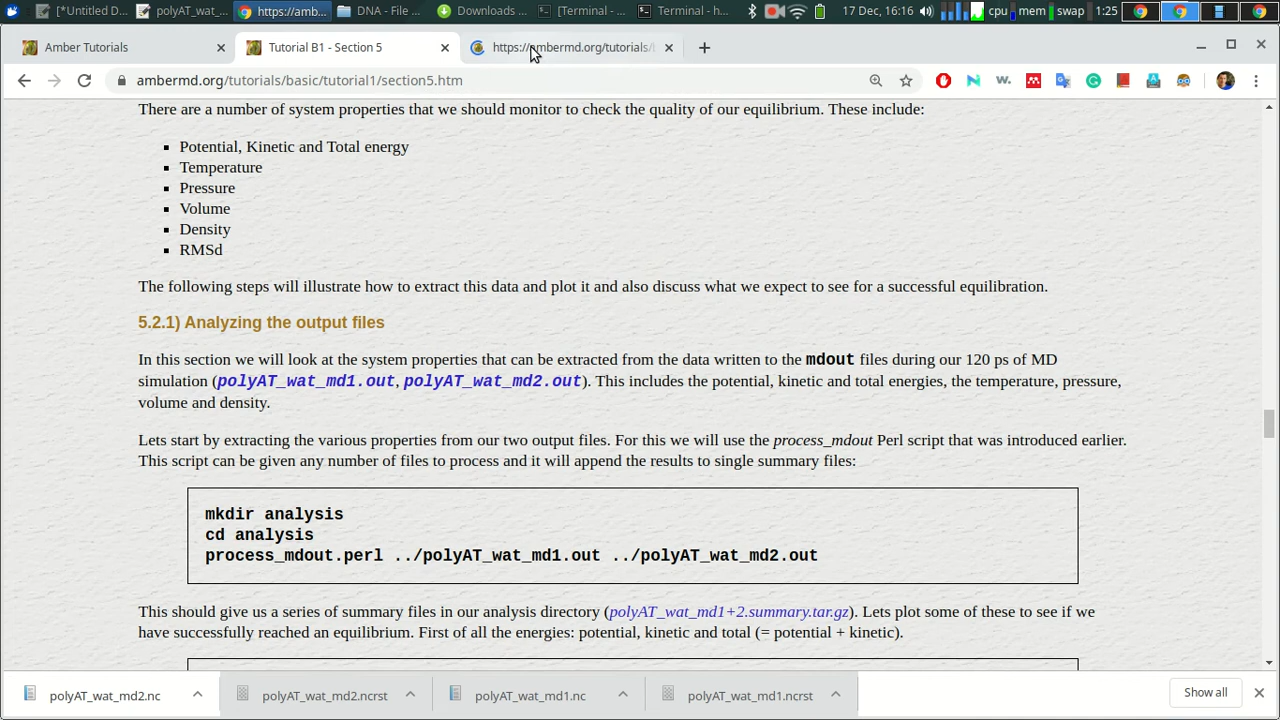 [*Untitled D... polyAT_wat_... https://amb... DNA - File ... Downloads ... [Terminal - ... Terminal - h... 17 Dec, 16:16 cpu mem swap 1:25
Amber Tutorials Tutorial B1 - Section 5 https://ambermd.org/tutorials/
ambermd.org/tutorials/basic/tutorial1/section5.htm
There are a number of system properties that we should monitor to check the quality of our equilibrium. These include:
Potential, Kinetic and Total energy
Temperature
Pressure
Volume
Density
RMSd
The following steps will illustrate how to extract this data and plot it and also discuss what we expect to see for a successful equilibration.
5.2.1) Analyzing the output files
In this section we will look at the system properties that can be extracted from the data written to the mdout files during our 120 ps of MD
simulation (polyAT_wat_md1.out, polyAT_wat_md2.out). This includes the potential, kinetic and total energies, the temperature, pressure,
volume and density.
Lets start by extracting the various properties from our two output files. For this we will use the process_mdout Perl script that was introduced earlier.
This script can be given any number of files to process and it will append the results to single summary files:
mkdir analysis
cd analysis
process_mdout.perl ../polyAT_wat_md1.out ../polyAT_wat_md2.out
This should give us a series of summary files in our analysis directory (polyAT_wat_md1+2.summary.tar.gz). Lets plot some of these to see if we
have successfully reached an equilibrium. First of all the energies: potential, kinetic and total (= potential + kinetic).
polyAT_wat_md2.nc polyAT_wat_md2.ncrst polyAT_wat_md1.nc polyAT_wat_md1.ncrst Show all